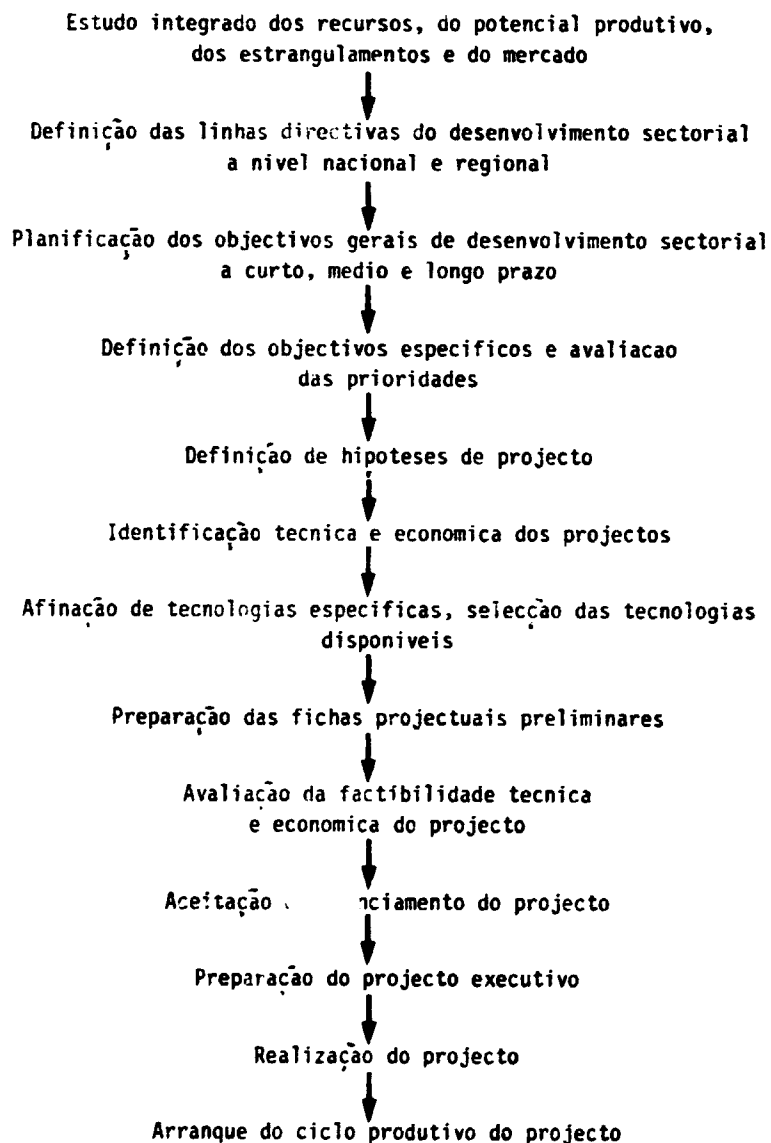 Estudo integrado dos recursos, do potencial produtivo,
dos estrangulamentos e do mercado
Definição das linhas directivas do desenvolvimento sectorial
a nivel nacional e regional
Planificação dos objectivos gerais de desenvolvimento sectorial
a curto, medio e longo prazo
Definição dos objectivos especificos e avaliacao
das prioridades
Definição de hipoteses de projecto
Identificação tecnica e economica dos projectos
Afinação de tecnologias especificas, selecção das tecnologias
disponiveis
Preparação das fichas projectuais preliminares
Avaliação da factibilidade tecnica
e economica do projecto
Aceitação do projecto
Preparação do projecto executivo
Realização do projecto
Arranque do ciclo produtivo do projecto